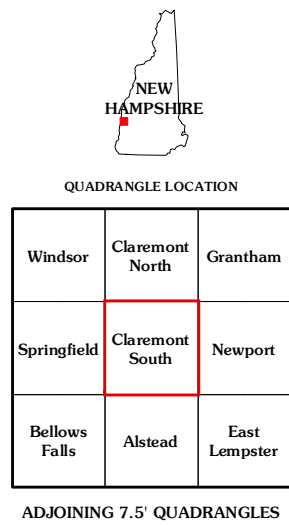 NEW
HAMPSHIRE
QUADRANGLE LOCATION
Windsor
Claremont
North
Grantham
Springfield
Claremont
South
Newport
Bellows
Falls
Alstead
East
Lempster
ADJOINING 7.5' QUADRANGLES